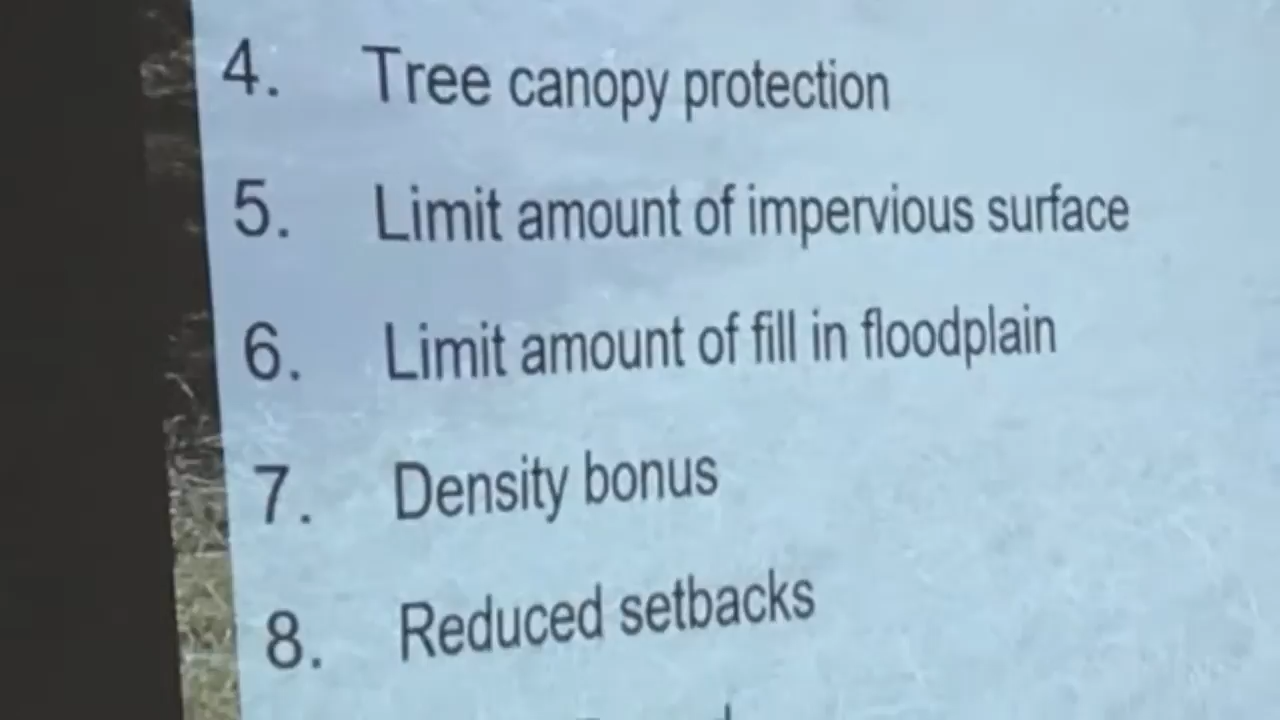 4. Tree canopy protection
5. Limit amount of impervious surface
6. Limit amount of fill in floodplain
7. Density bonus
8. Reduced setbacks